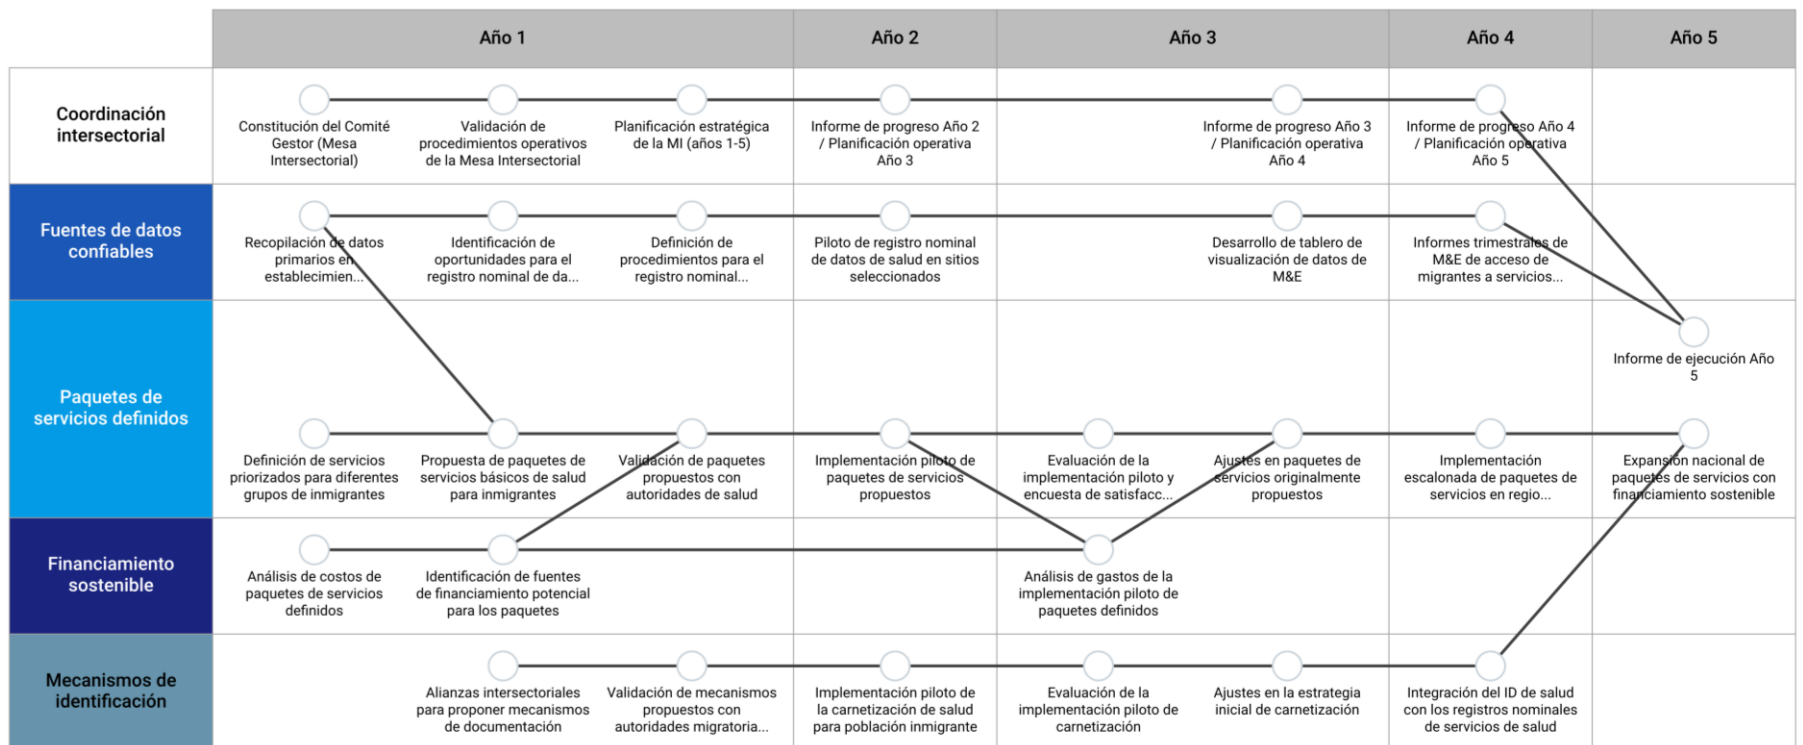 Año 1
Año 2
Año 3
Año 4
Año 5
Coordinación
intersectorial
Constitución del Comité
Gestor (Mesa
Intersectorial)
Validación de
procedimientos operativos
de la Mesa Intersectorial
Planificación estratégica
de la MI (años 1-5)
Informe de progreso Año 2
/ Planificación operativa
Año 3
Informe de progreso Año 3
/ Planificación operativa
Año 4
Informe de progreso Año 4
/ Planificación operativa
Año 5
Fuentes de datos
confiables
Recopilación de datos
primarios en
establecimien...
Identificación de
oportunidades para el
registro nominal de da...
Definición de
procedimientos para el
registro nominal...
Piloto de registro nominal
de datos de salud en sitios
seleccionados
Desarrollo de tablero de
visualización de datos de
M&E
Informes trimestrales de
M&E de acceso de
migrantes a servicios...
Informe de ejecución Año
5
Paquetes de
servicios definidos
Definición de servicios
priorizados para diferentes
grupos de inmigrantes
Propuesta de paquetes de
servicios básicos de salud
para inmigrantes
Validación de paquetes
propuestos con
autoridades de salud
Implementación piloto de
paquetes de servicios
propuestos
Evaluación de la
implementación piloto y
encuesta de satisfacc...
Ajustes en paquetes de
servicios originalmente
propuestos
Implementación
escalonada de paquetes de
servicios en regio...
Expansión nacional de
paquetes de servicios con
financiamiento sostenible
Financiamiento
sostenible
Análisis de costos de
paquetes de servicios
definidos
Identificación de fuentes
de financiamiento potencial
para los paquetes
Análisis de gastos de la
implementación piloto de
paquetes definidos
Mecanismos de
identificación
Alianzas intersectoriales
para proponer mecanismos
de documentación
Validación de mecanismos
propuestos con
autoridades migratoria...
Implementación piloto de
la carnetización de salud
para población inmigrante
Evaluación de la
implementación piloto de
carnetización
Ajustes en la estrategia
inicial de carnetización
Integración del ID de salud
con los registros nominales
de servicios de salud